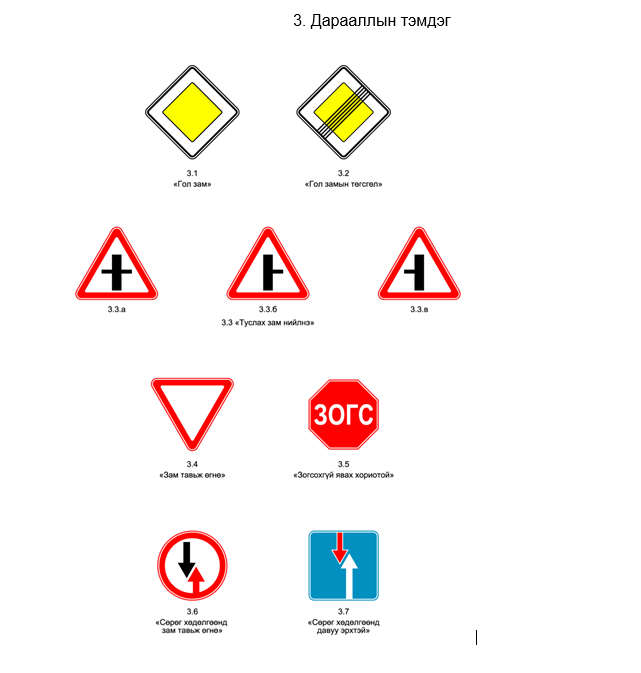 3. Дарааллын тэмдэг
3.1
«Гол зам»
3.2
«Гол замын төгсгөл»
3.3.а
3.3.б
3.3.в
3.3 «Туслах зам нийлнэ»
ЗОГС
3.4
«Зам тавьж өгнө»
3.5
«Зогсохгүй явах хориотой»
3.6
«Сөрөг хөдөлгөөнд
зам тавьж өгнө»
3.7
«Сөрөг хөдөлгөөнд
давуу эрхтэй»